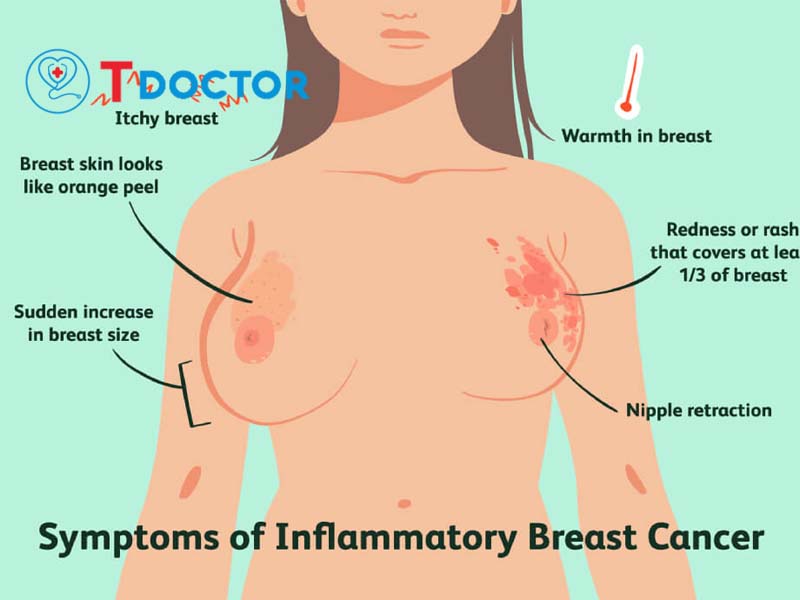 TDOCTOR
Itchy breast
Warmth in breast
Breast skin looks
like orange peel
Redness or rash
that covers at lea
1/3 of breast
Sudden increase
in breast size
Nipple retraction
Symptoms of Inflammatory Breast Cancer